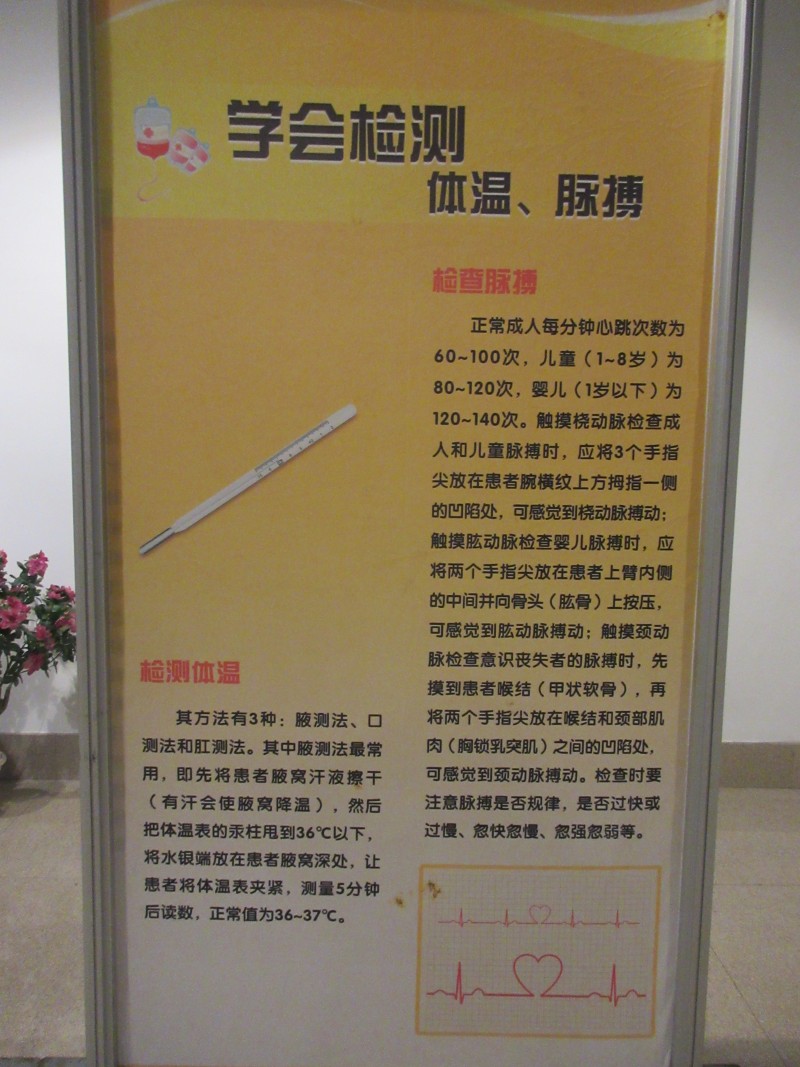 学会检测
体温、脉搏
检测体温
其方法有3种：腋测法、口
测法和肛测法。其中腋测法最常
用，即先将患者腋窝汗液擦干
（有汗会使腋窝降温），然后
把体温表的汞柱甩到36℃以下，
将水银端放在患者腋窝深处，让
患者将体温表夹紧，测量5分钟
后读数，正常值为36~37℃。
检查脉搏
正常成人每分钟心跳次数为
60~100次，儿童（1~8岁）为
80~120次，婴儿（1岁以下）为
120~140次。触摸桡动脉检查成
人和儿童脉搏时，应将3个手指
尖放在患者腕横纹上方拇指一侧
的凹陷处，可感觉到桡动脉搏动；
触摸肱动脉检查婴儿脉搏时，应
将两个手指尖放在患者上臂内侧
的中间并向骨头（肱骨）上按压，
可感觉到肱动脉搏动；触摸颈动
脉检查意识丧失者的脉搏时，先
摸到患者喉结（甲状软骨），再
将两个手指尖放在喉结和颈部肌
肉（胸锁乳突肌）之间的凹陷处，
可感觉到颈动脉搏动。检查时要
注意脉搏是否规律，是否过快或
过慢、忽快忽慢、忽强忽弱等。